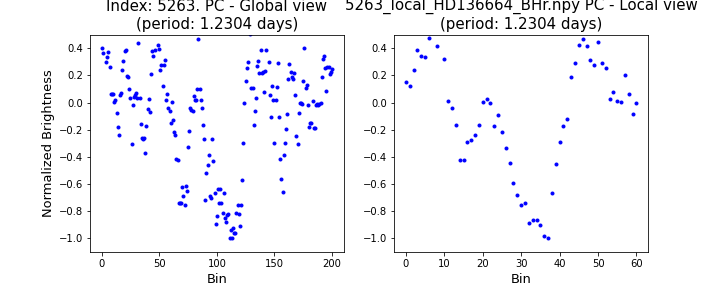 Index: 5263. PC - Global view
(period: 1.2304 days)
5263_local_HD136664_BHr.npy PC - Local view
(period: 1.2304 days)
Normalized Brightness
0.4
0.2
0.0
−0.2
−0.4
−0.6
−0.8
−1.0
0 50 100 150 200
Bin
0.4
0.2
0.0
−0.2
−0.4
−0.6
−0.8
−1.0
0 10 20 30 40 50 60
Bin